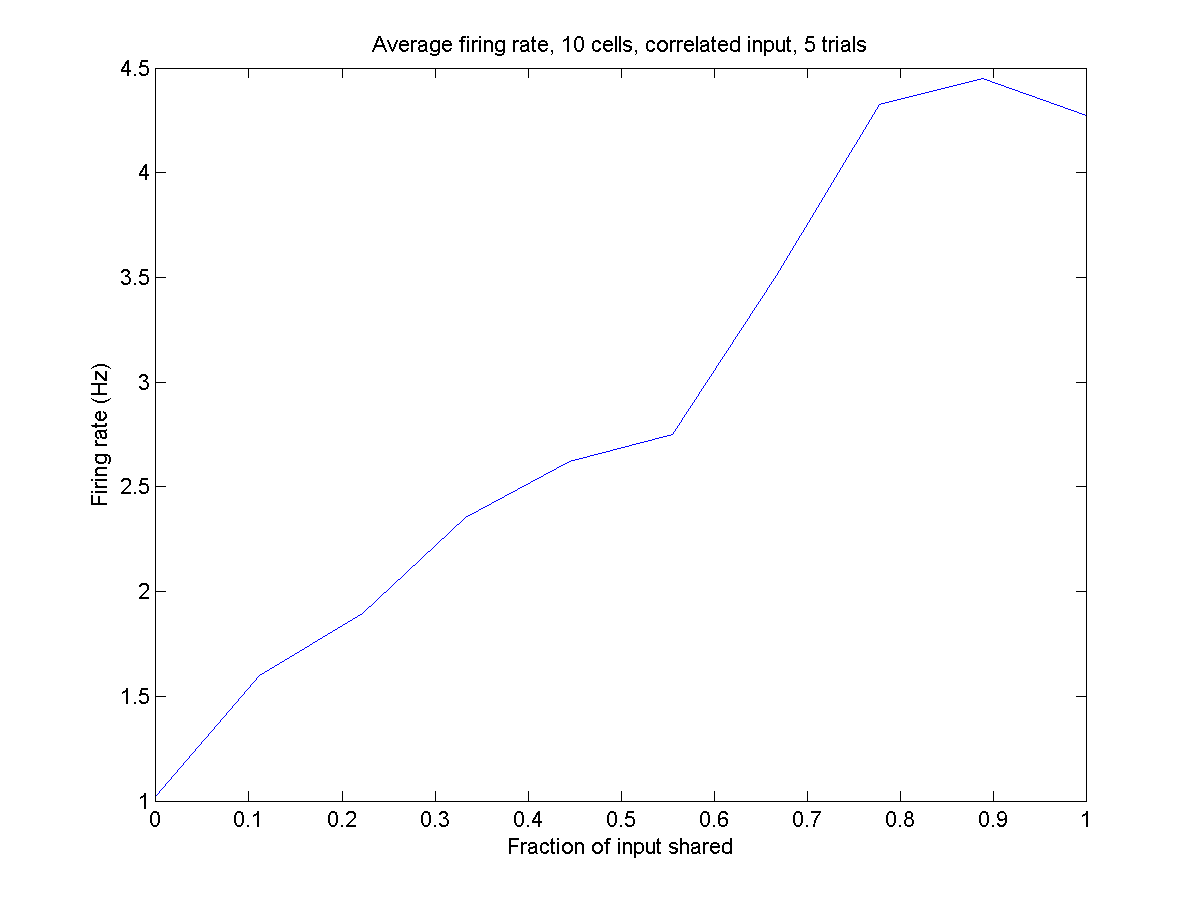 Average firing rate, 10 cells, correlated input, 5 trials
4.5
4
3.5
3
2.5
2
1.5
1
Firing rate (Hz)
0 0.1 0.2 0.3 0.4 0.5 0.6 0.7 0.8 0.9 1
Fraction of input shared